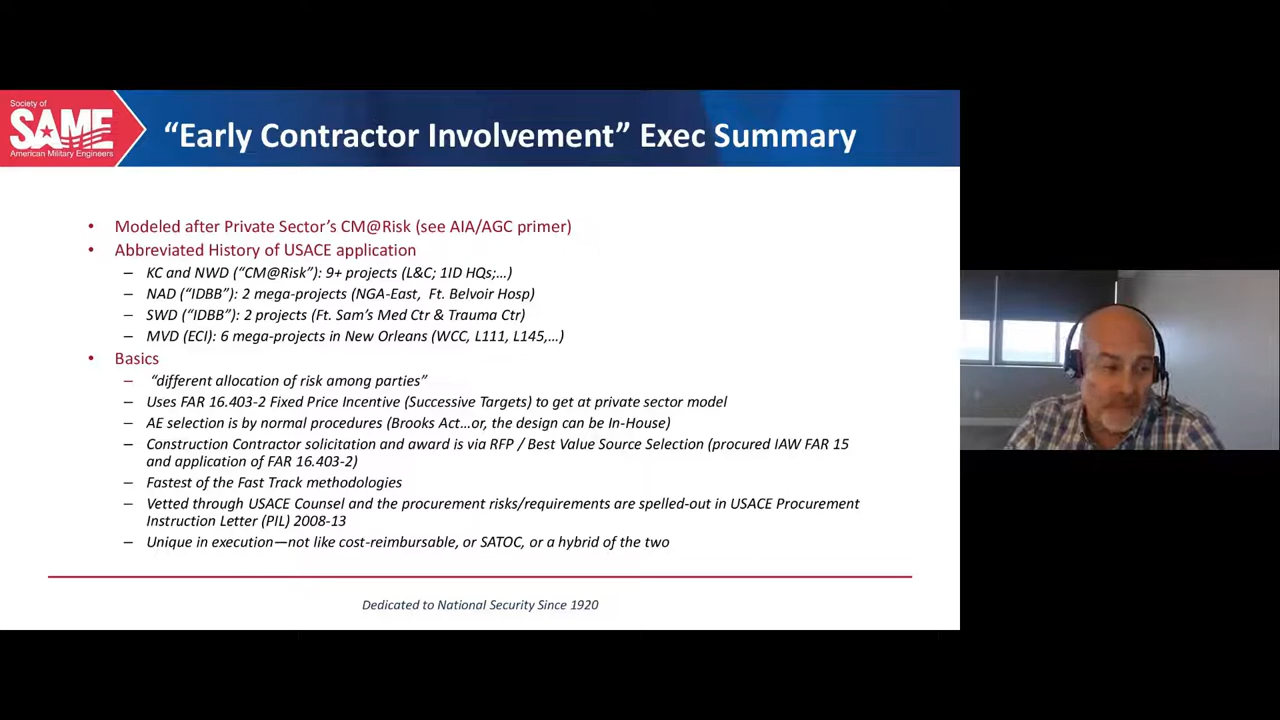 Society of
SAME
American Military Engineers
“Early Contractor Involvement” Exec Summary
• Modeled after Private Sector’s CM@Risk (see AIA/AGC primer)
• Abbreviated History of USACE application
– KC and NWD (“CM@Risk”): 9+ projects (L&C; 1ID HQs;…)
– NAD (“IDBB”): 2 mega-projects (NGA-East, Ft. Belvoir Hosp)
– SWD (“IDBB”): 2 projects (Ft. Sam’s Med Ctr & Trauma Ctr)
– MVD (ECI): 6 mega-projects in New Orleans (WCC, L111, L145,…)
• Basics
– “different allocation of risk among parties”
– Uses FAR 16.403-2 Fixed Price Incentive (Successive Targets) to get at private sector model
– AE selection is by normal procedures (Brooks Act…or, the design can be In-House)
– Construction Contractor solicitation and award is via RFP / Best Value Source Selection (procured IAW FAR 15
and application of FAR 16.403-2)
– Fastest of the Fast Track methodologies
– Vetted through USACE Counsel and the procurement risks/requirements are spelled-out in USACE Procurement
Instruction Letter (PIL) 2008-13
– Unique in execution—not like cost-reimbursable, or SATOC, or a hybrid of the two
Dedicated to National Security Since 1920